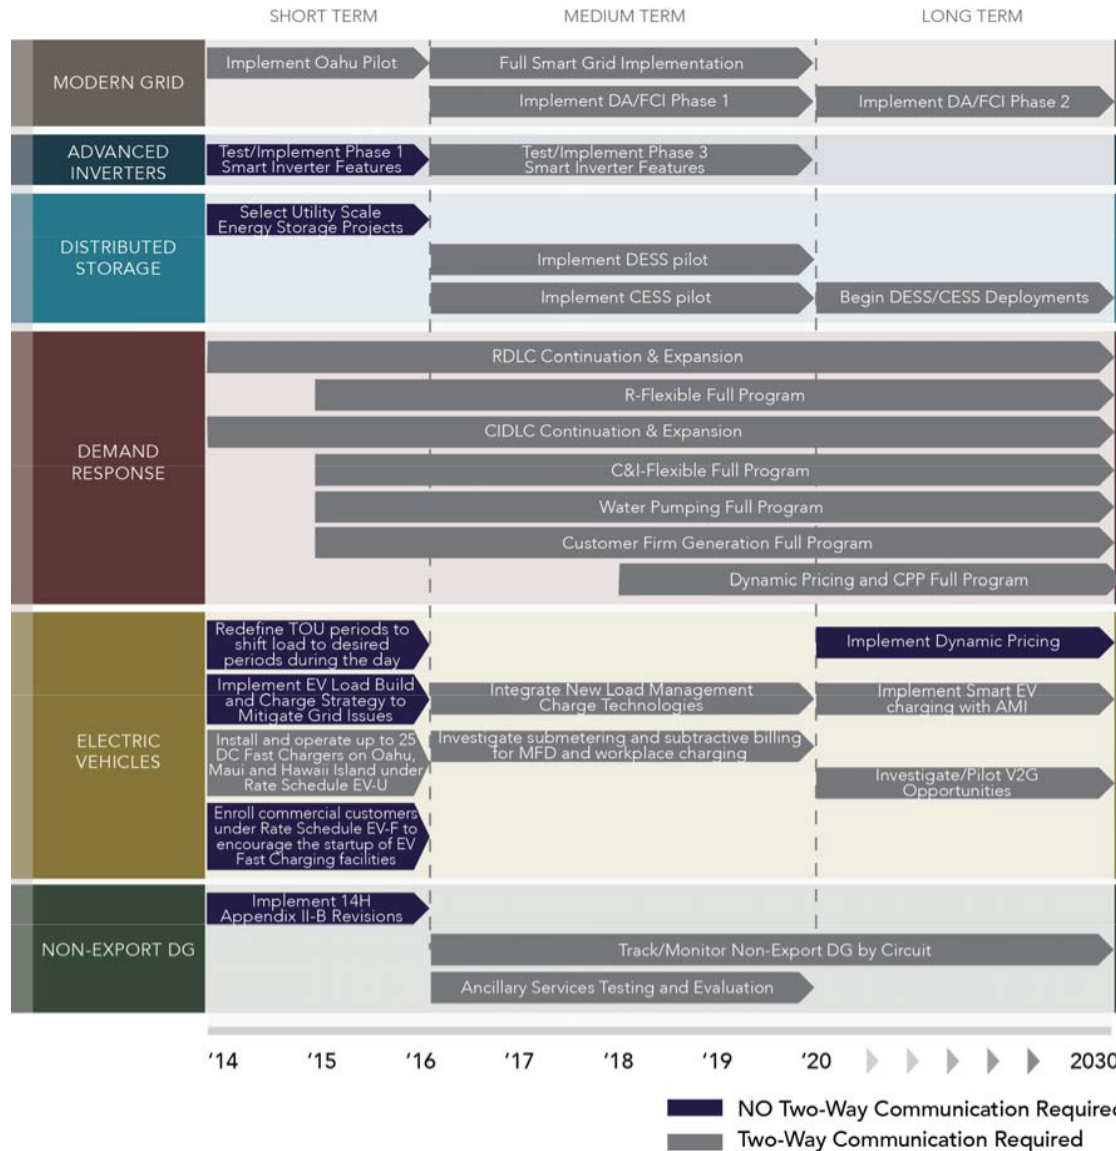 SHORT TERM
MEDIUM TERM
LONG TERM
MODERN GRID
Implement Oahu Pilot
Full Smart Grid Implementation
Implement DA/FCI Phase 1
Implement DA/FCI Phase 2
ADVANCED
INVERTERS
Test/Implement Phase 1
Smart Inverter Features
Test/Implement Phase 3
Smart Inverter Features
DISTRIBUTED
STORAGE
Select Utility Scale
Energy Storage Projects
Implement DESS pilot
Implement CESS pilot
Begin DESS/CESS Deployments
DEMAND
RESPONSE
RDLC Continuation & Expansion
R-Flexible Full Program
CIDLC Continuation & Expansion
C&I-Flexible Full Program
Water Pumping Full Program
Customer Firm Generation Full Program
Dynamic Pricing and CPP Full Program
ELECTRIC
VEHICLES
Redefine TOU periods to
shift load to desired
periods during the day
Implement Dynamic Pricing
Implement EV Load Build
and Charge Strategy to
Mitigate Grid Issues
Integrate New Load Management
Charge Technologies
Implement Smart EV
charging with AMI
Install and operate up to 25
DC Fast Chargers on Oahu,
Maui and Hawaii Island under
Rate Schedule EV-U
Investigate submetering and subtractive billing
for MFD and workplace charging
Investigate/Pilot V2G
Opportunities
Enroll commercial customers
under Rate Schedule EV-F to
encourage the startup of EV
Fast Charging facilities
NON-EXPORT DG
Implement 14H
Appendix II-B Revisions
Track/Monitor Non-Export DG by Circuit
Ancillary Services Testing and Evaluation
'14 '15 '16 '17 '18 '19 '20 2030
NO Two-Way Communication Required
Two-Way Communication Required